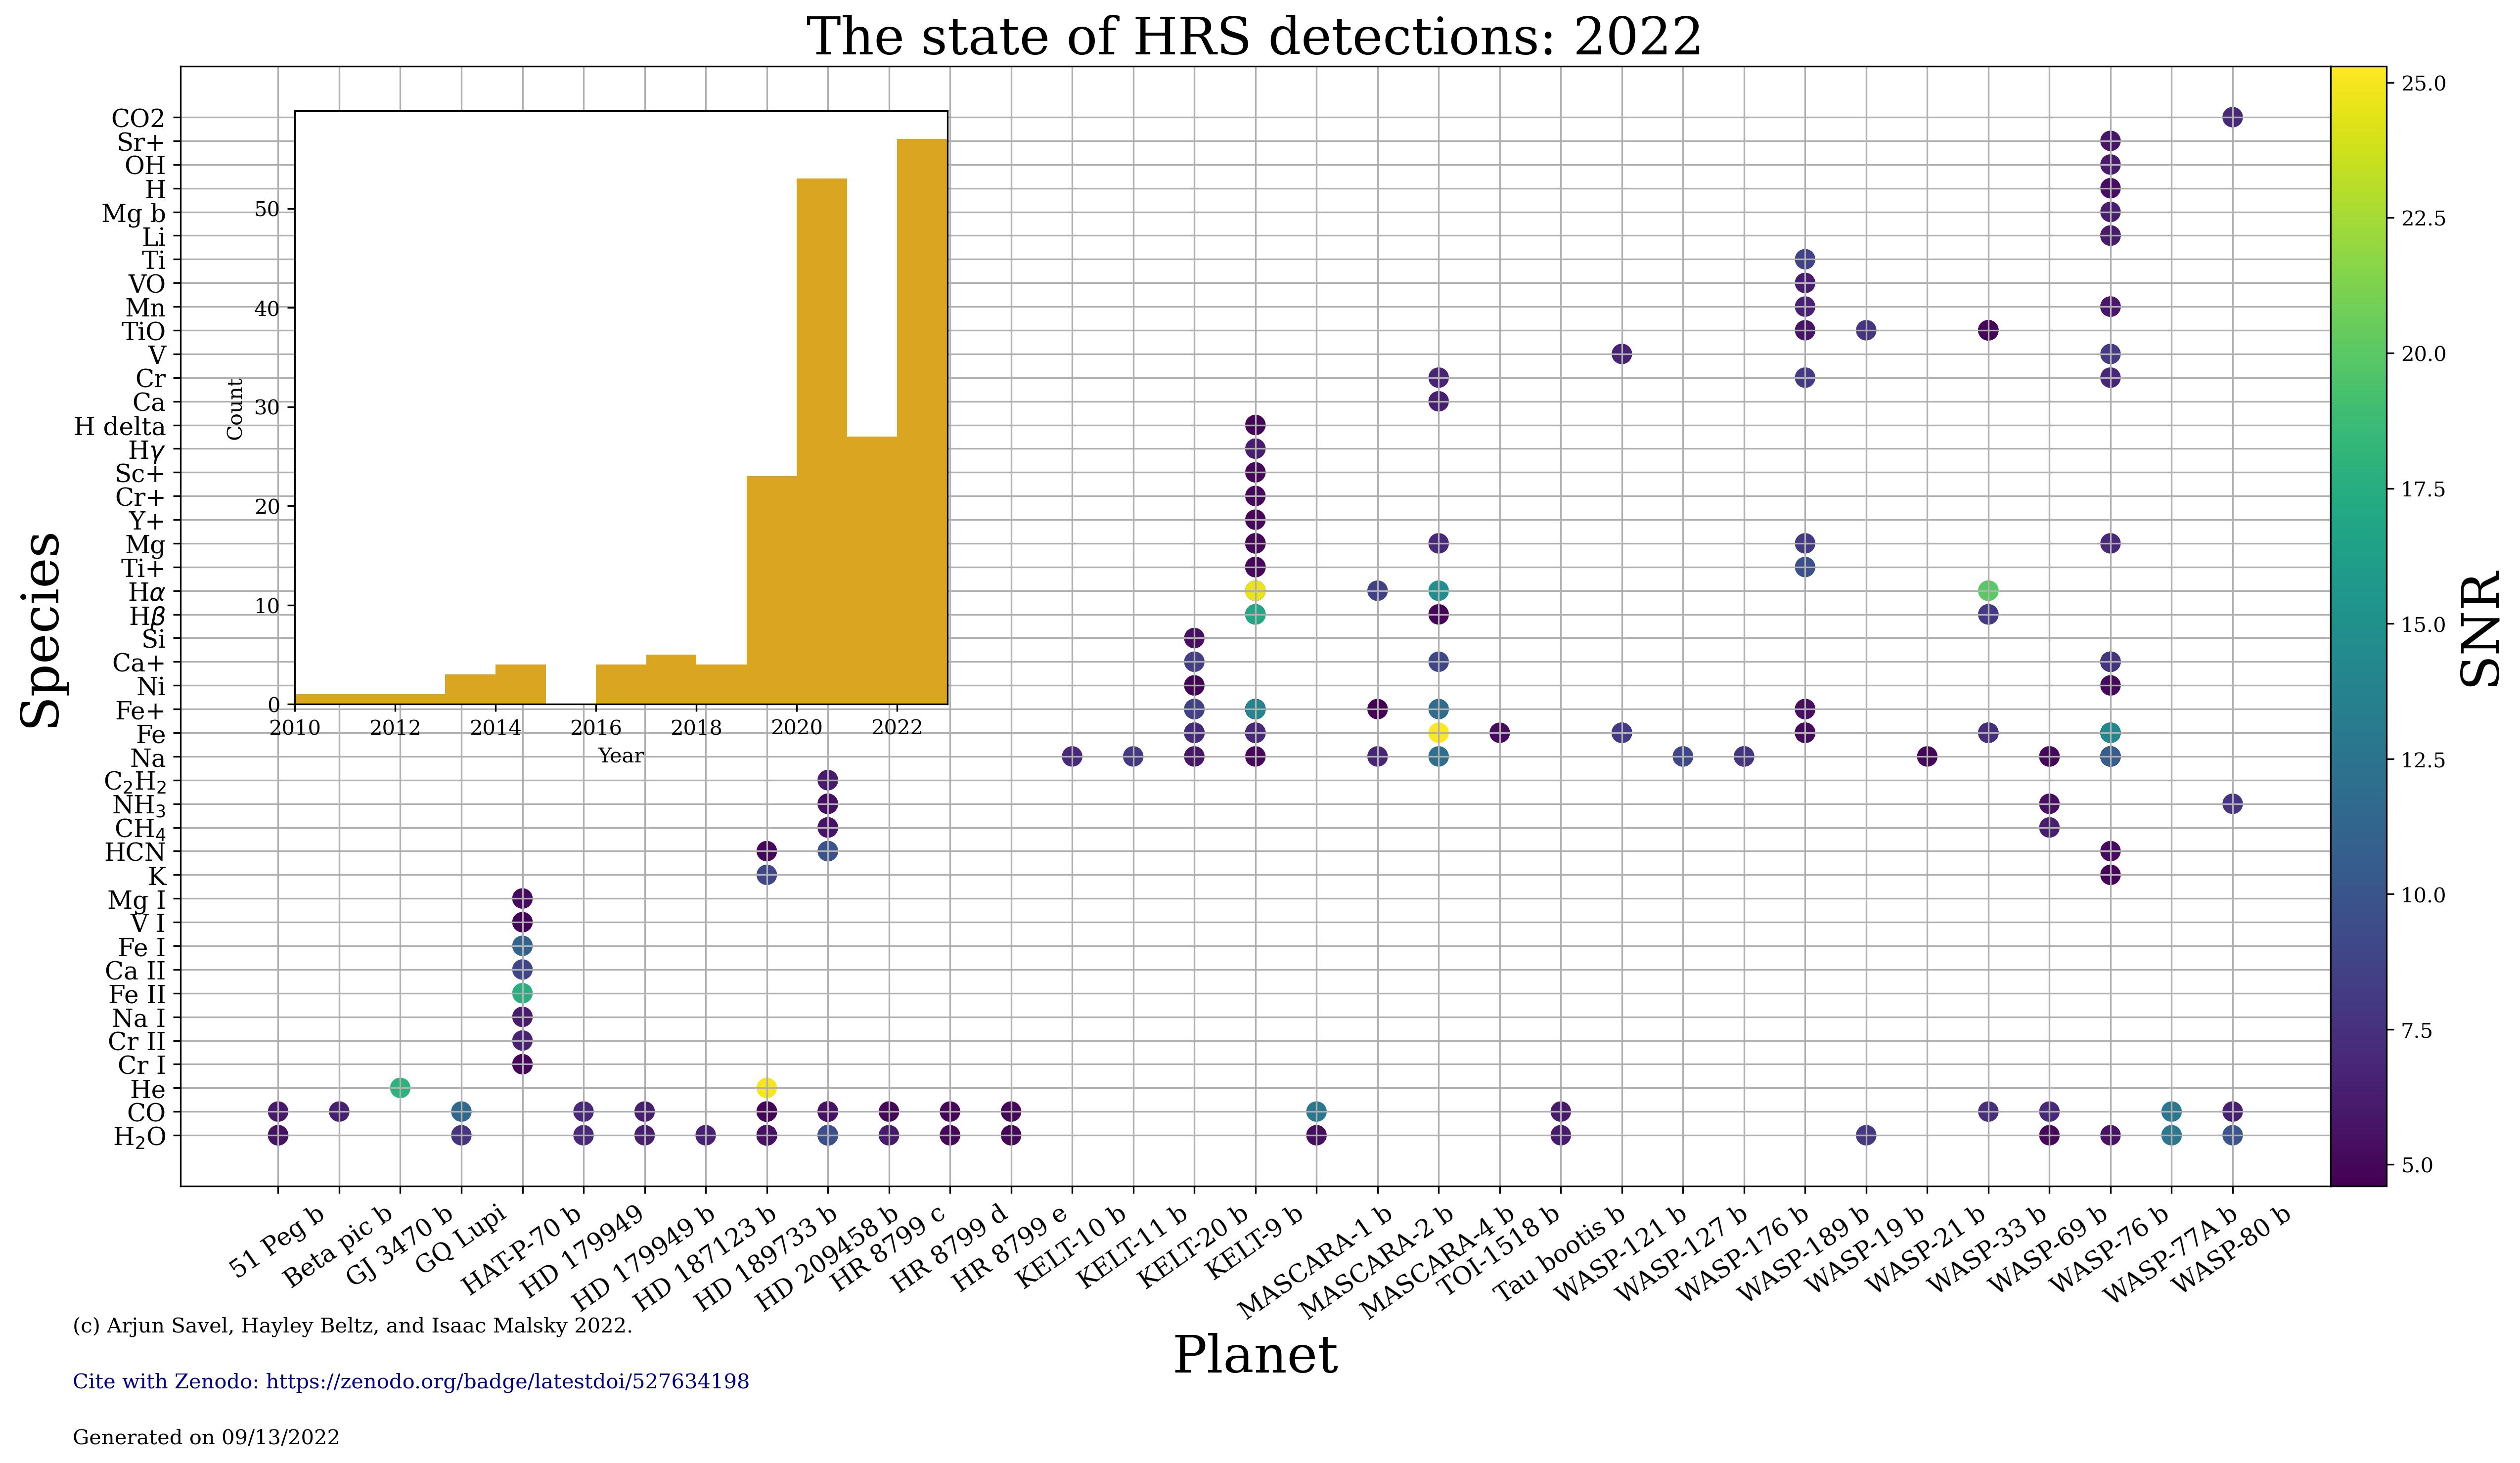 The state of HRS detections: 2022
Species
CO2
Sr+
OH
H
Mg b
Li
Ti
VO
Mn
TiO
V
Cr
Ca
H delta
Hγ
Sc+
Cr+
Y+
Mg
Ti+
Hα
Hβ
Si
Ca+
Ni
Fe+
Fe
Na
C₂H₂
NH₃
CH₄
HCN
K
Mg I
V I
Fe I
Ca II
Fe II
Na I
Cr II
Cr I
He
CO
H₂O
Count
50
40
30
20
10
0
2010 2012 2014 2016 2018 2020 2022
Year
25.0
22.5
20.0
17.5
15.0
12.5
10.0
7.5
5.0
SNR
51 Peg b
Beta pic b
GJ 3470 b
GQ Lupi
HAT-P-70 b
HD 179949
HD 179949 b
HD 187123 b
HD 189733 b
HD 209458 b
HR 8799 c
HR 8799 d
HR 8799 e
KELT-10 b
KELT-11 b
KELT-20 b
KELT-9 b
MASCARA-1 b
MASCARA-2 b
MASCARA-4 b
TOI-1518 b
Tau bootis b
WASP-121 b
WASP-127 b
WASP-176 b
WASP-189 b
WASP-19 b
WASP-21 b
WASP-33 b
WASP-69 b
WASP-76 b
WASP-77A b
WASP-80 b
Planet
(c) Arjun Savel, Hayley Beltz, and Isaac Malsky 2022.
Cite with Zenodo: https://zenodo.org/badge/latestdoi/527634198
Generated on 09/13/2022